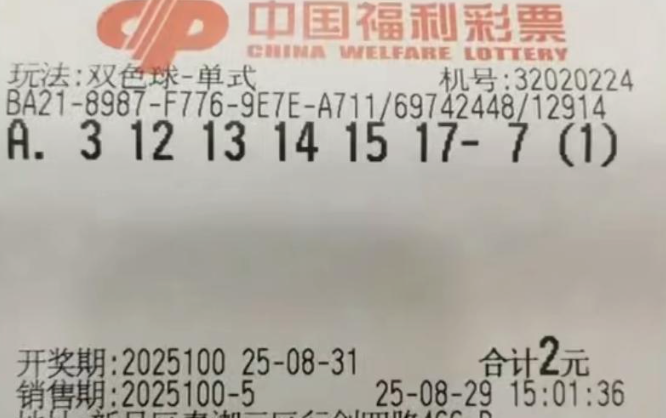 中国福利彩票
CHINA WELFARE LOTTERY
玩法:双色球-单式 机号:32020224
BA21-8987-F776-9E7E-A711/69742448/12914
A. 3 12 13 14 15 17- 7 (1)
开奖期:2025100 25-08-31 合计2元
销售期:2025100-5 25-08-29 15:01:36